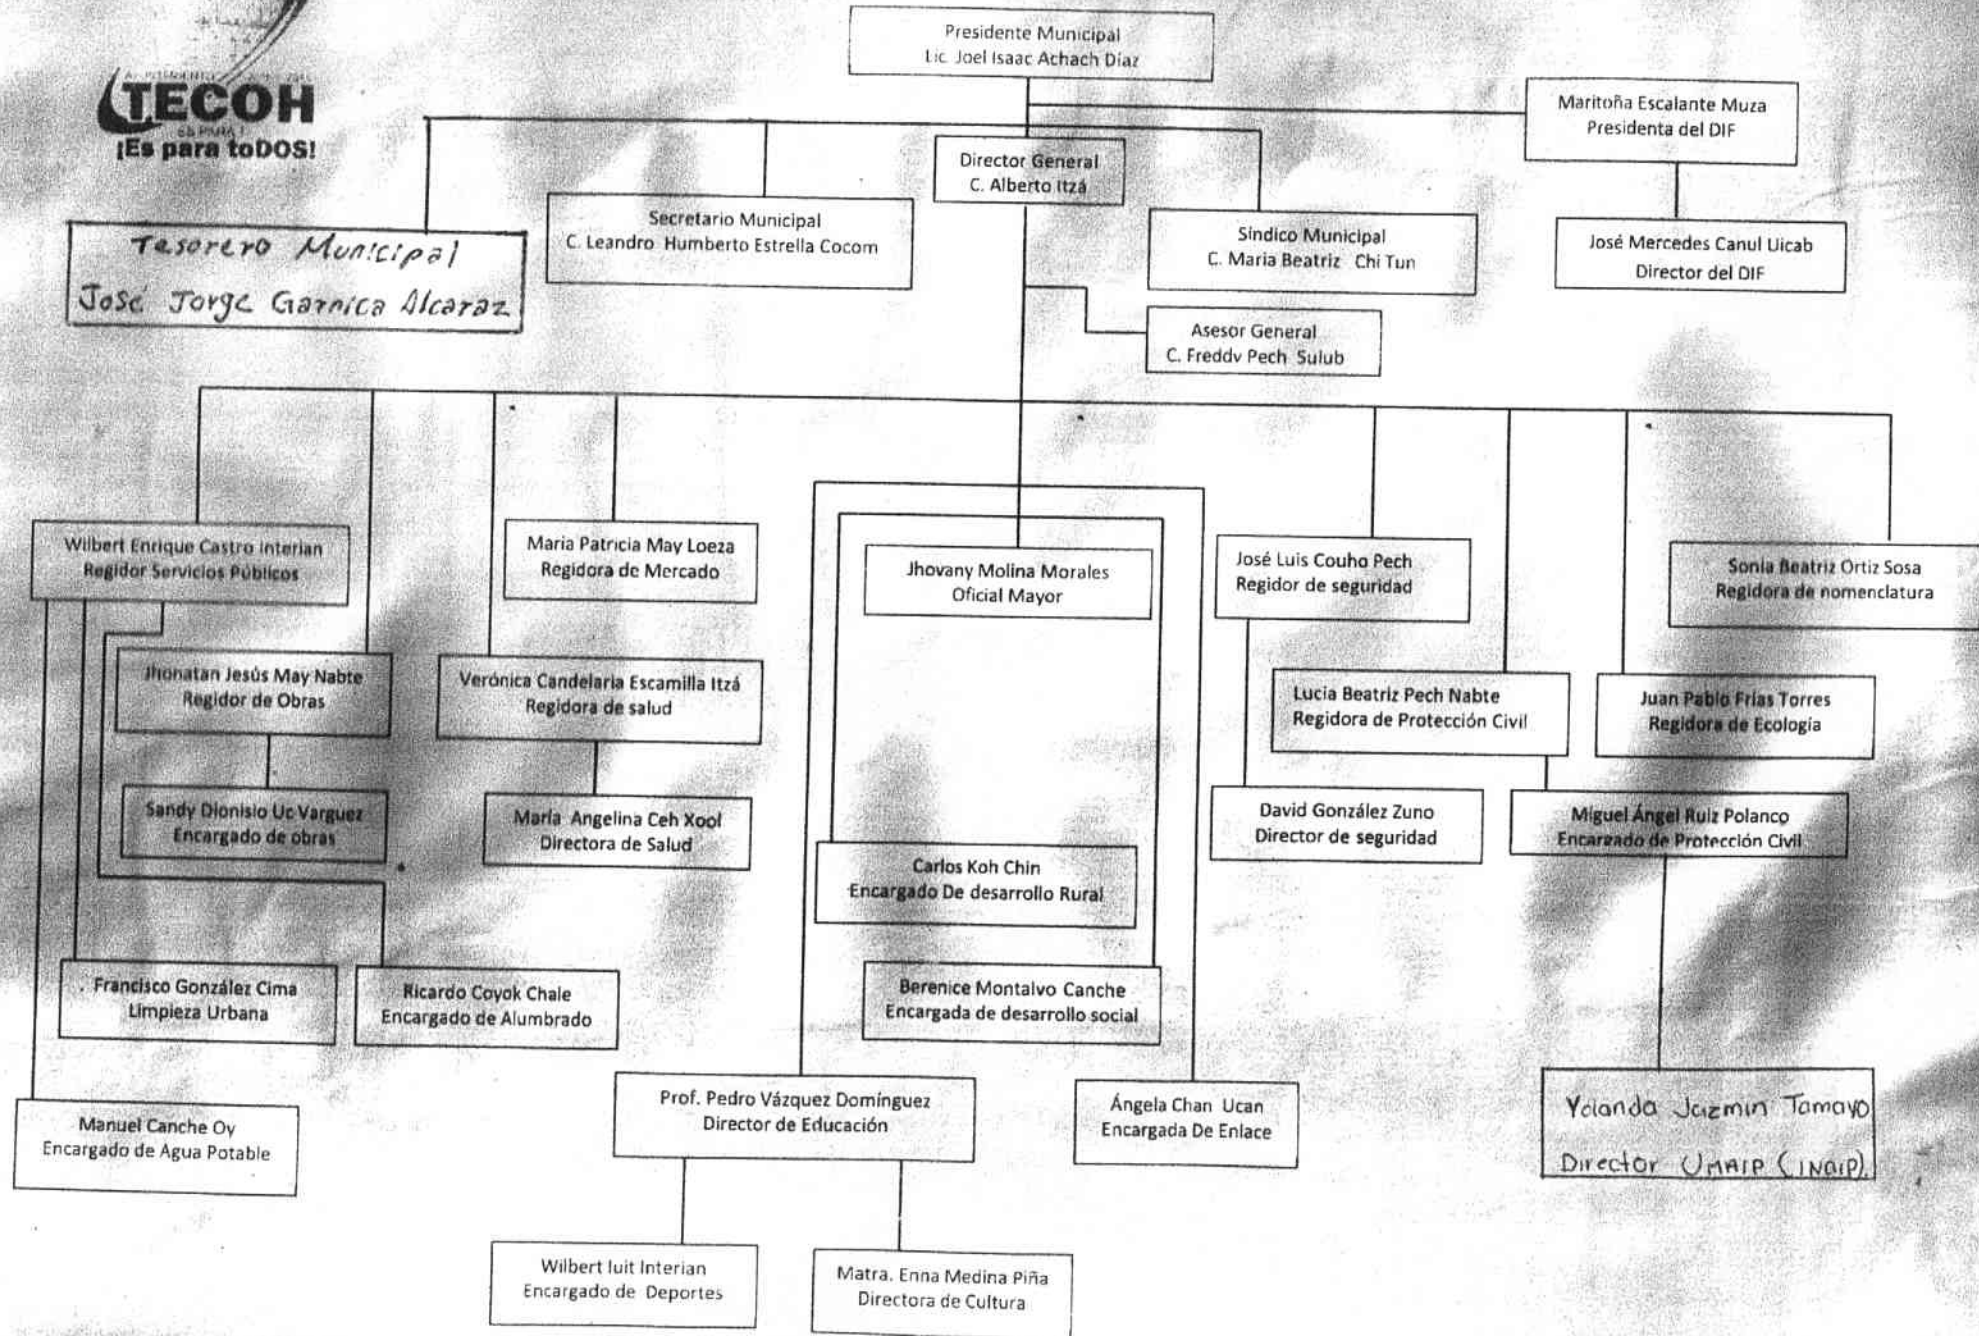 Presidente Municipal
Lic. Joel Isaac Achach Díaz
TECOH
¡Es para toDOS!
Maritoña Escalante Muza
Presidenta del DIF
Director General
C. Alberto Itzá
Secretario Municipal
C. Leandro Humberto Estrella Cocom
Sindico Municipal
C. Maria Beatriz Chi Tun
José Mercedes Canul Uicab
Director del DIF
Tesorero Municipal
José Jorge Garnica Alcaraz
Asesor General
C. Freddy Pech Sulub
Wilbert Enrique Castro Interian
Regidor Servicios Públicos
Maria Patricia May Loeza
Regidora de Mercado
Jhovany Molina Morales
Oficial Mayor
José Luis Couho Pech
Regidor de seguridad
Sonia Beatriz Ortiz Sosa
Regidora de nomenclatura
Jhonatan Jesús May Nabte
Regidor de Obras
Verónica Candelaria Escamilla Itzá
Regidora de salud
Lucia Beatriz Pech Nabte
Regidora de Protección Civil
Juan Pablo Frías Torres
Regidora de Ecología
Sandy Dionisio Uc Varguez
Encargado de obras
María Angelina Ceh Xool
Directora de Salud
David González Zuno
Director de seguridad
Miguel Ángel Ruiz Polanco
Encargado de Protección Civil
Carlos Koh Chin
Encargado De desarrollo Rural
Francisco González Cima
Limpieza Urbana
Ricardo Coyok Chale
Encargado de Alumbrado
Berenice Montalvo Canche
Encargada de desarrollo social
Manuel Canche Oy
Encargado de Agua Potable
Prof. Pedro Vázquez Domínguez
Director de Educación
Ángela Chan Ucan
Encargada De Enlace
Yolanda Jazmin Tamayo
Director UMAIP (INAIP).
Wilbert Iuit Interian
Encargado de Deportes
Matra. Enna Medina Piña
Directora de Cultura